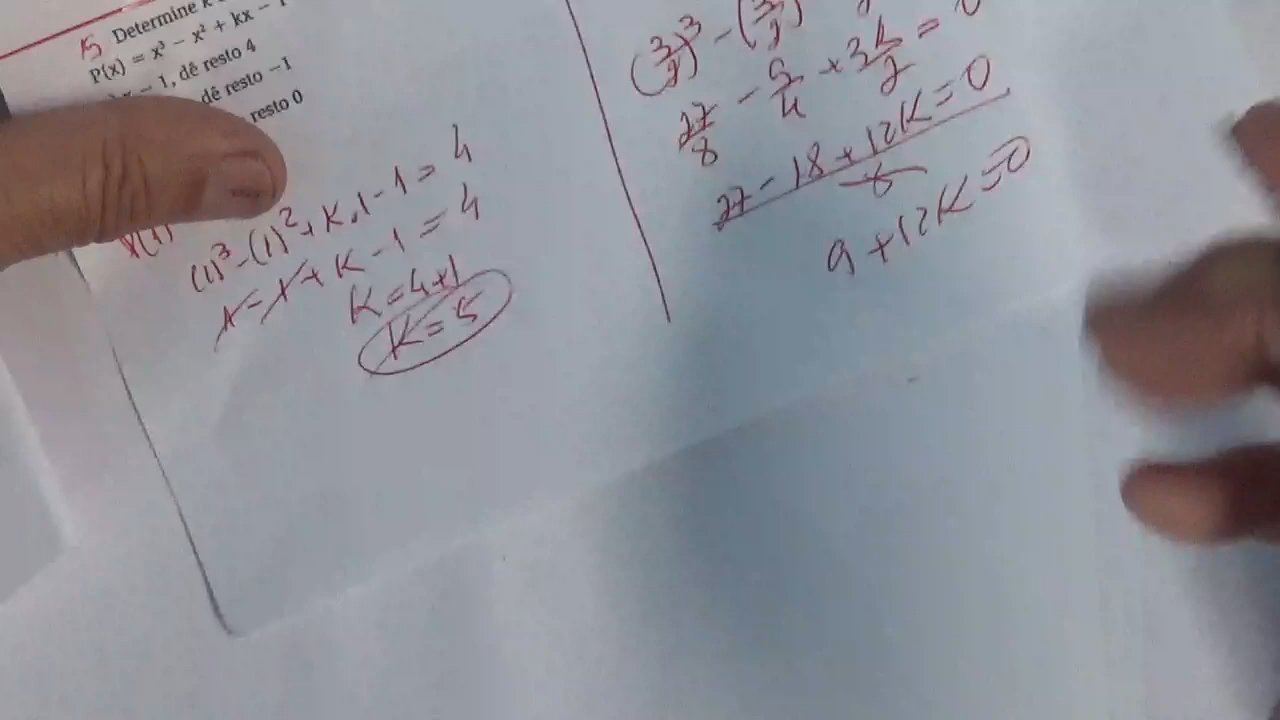 15 Determine
P(x) = x³ − x² + kx − 1
x − 1, dê resto 4
dê resto −1
resto 0
(1)³-(1)²+K.1-1=4
1-1+K-1=4
K=4+1
K=5
(3/2)³-(3/2)
27/8 - 9/4 + 3K/2 = 0
27-18+12K=0
8
9+12K=0